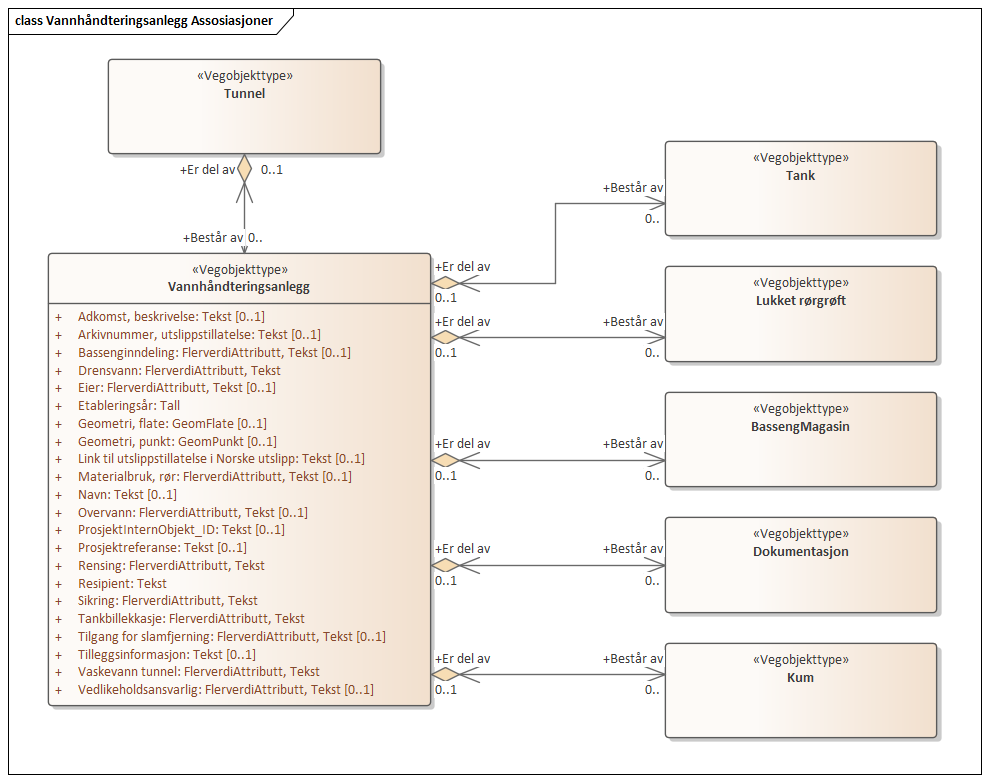 class Vannhåndteringsanlegg Assosiasjoner
«Vegobjekttype»
Tunnel
+Er del av 0..1
+Består av 0..
«Vegobjekttype»
Vannhåndteringsanlegg
+ Adkomst, beskrivelse: Tekst [0..1]
+ Arkivnummer, utslippstillatelse: Tekst [0..1]
+ Bassenginndeling: FlerverdiAttributt, Tekst [0..1]
+ Drensvann: FlerverdiAttributt, Tekst
+ Eier: FlerverdiAttributt, Tekst [0..1]
+ Etableringsår: Tall
+ Geometri, flate: GeomFlate [0..1]
+ Geometri, punkt: GeomPunkt [0..1]
+ Link til utslippstillatelse i Norske utslipp: Tekst [0..1]
+ Materialbruk, rør: FlerverdiAttributt, Tekst [0..1]
+ Navn: Tekst [0..1]
+ Overvann: FlerverdiAttributt, Tekst [0..1]
+ ProsjektInternObjekt_ID: Tekst [0..1]
+ Prosjektreferanse: Tekst [0..1]
+ Rensing: FlerverdiAttributt, Tekst
+ Resipient: Tekst
+ Sikring: FlerverdiAttributt, Tekst
+ Tankbillekkasje: FlerverdiAttributt, Tekst
+ Tilgang for slamfjerning: FlerverdiAttributt, Tekst [0..1]
+ Tilleggsinformasjon: Tekst [0..1]
+ Vaskevann tunnel: FlerverdiAttributt, Tekst
+ Vedlikeholdsansvarlig: FlerverdiAttributt, Tekst [0..1]
+Er del av
0..1
+Består av
0..
«Vegobjekttype»
Tank
+Er del av
0..1
+Består av
0..
«Vegobjekttype»
Lukket rørgrøft
+Er del av
0..1
+Består av
0..
«Vegobjekttype»
BassengMagasin
+Er del av
0..1
+Består av
0..
«Vegobjekttype»
Dokumentasjon
+Er del av
0..1
+Består av
0..
«Vegobjekttype»
Kum